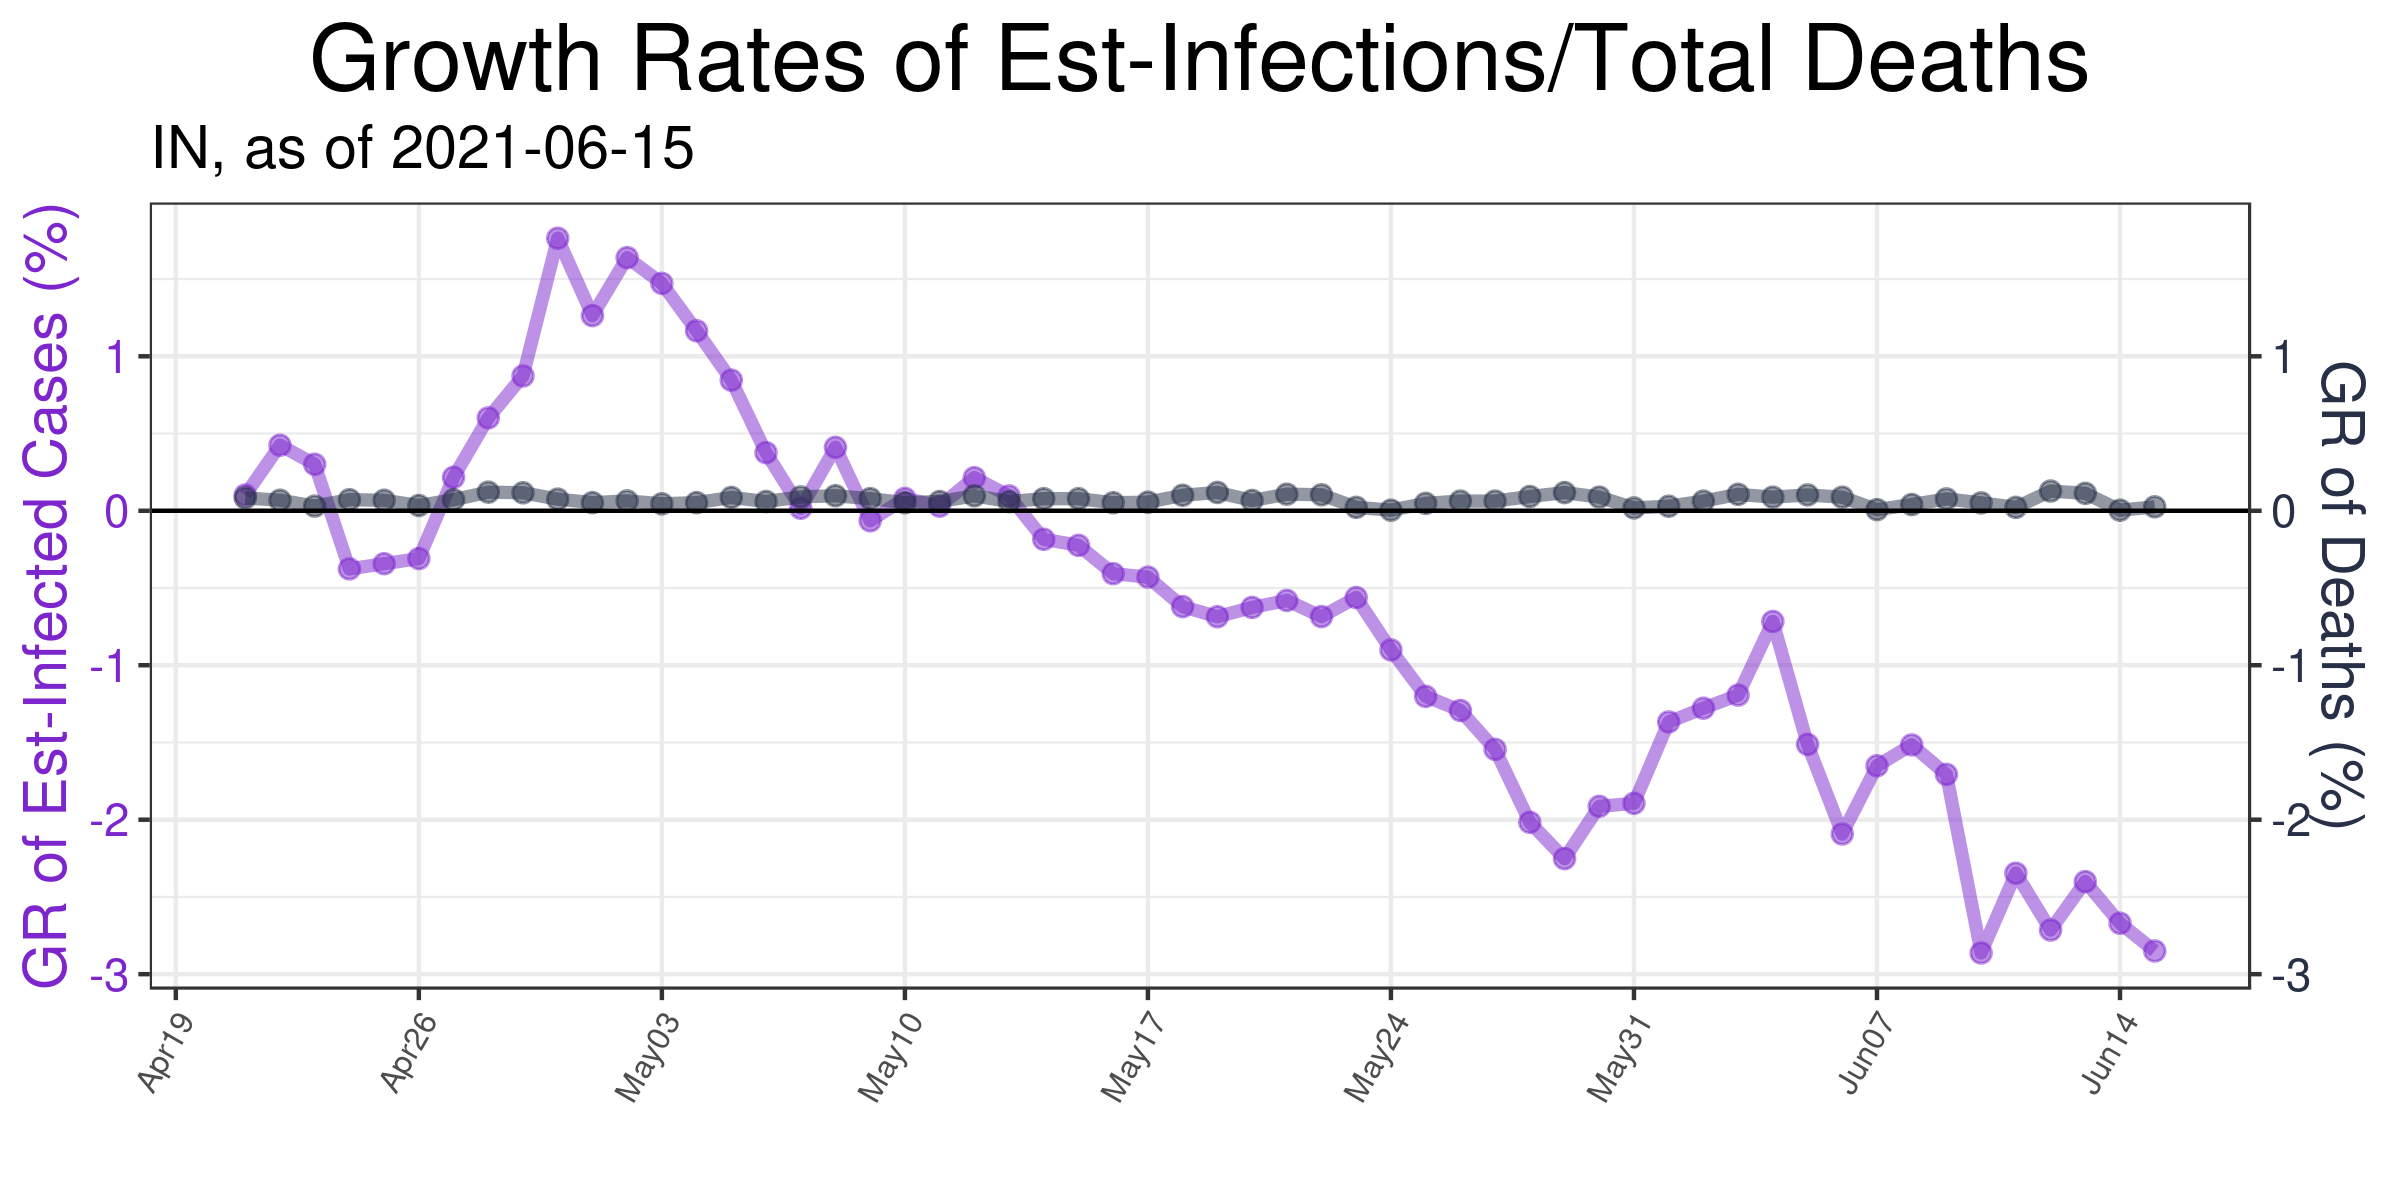 Growth Rates of Est-Infections/Total Deaths
IN, as of 2021-06-15
GR of Est-Infected Cases (%)
1
0
-1
-2
-3
1
0
-1
-2
-3
GR of Deaths (%)
Apr19
Apr26
May03
May10
May17
May24
May31
Jun07
Jun14